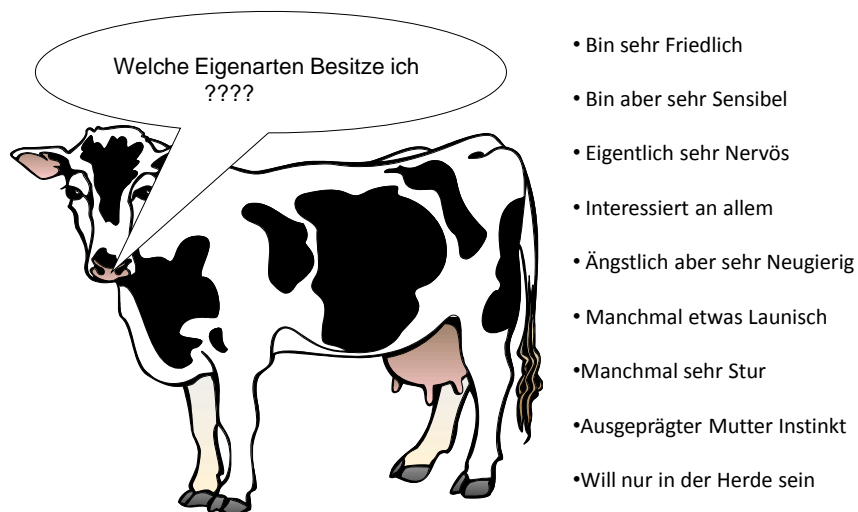 Welche Eigenarten Besitze ich
????
• Bin sehr Friedlich
• Bin aber sehr Sensibel
• Eigentlich sehr Nervös
• Interessiert an allem
• Ängstlich aber sehr Neugierig
• Manchmal etwas Launisch
•Manchmal sehr Stur
•Ausgeprägter Mutter Instinkt
•Will nur in der Herde sein